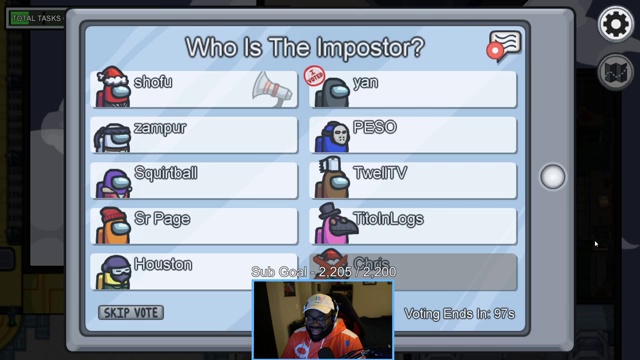 TOTAL TASKS
Who Is The Impostor?
shofu
I VOTED
yan
zampur
PESO
Squirtball
TwellTV
Sr Page
TitoInLogs
Houston
Chris
Sub Goal - 2,205 / 2,200
SKIP VOTE
Voting Ends In: 97s